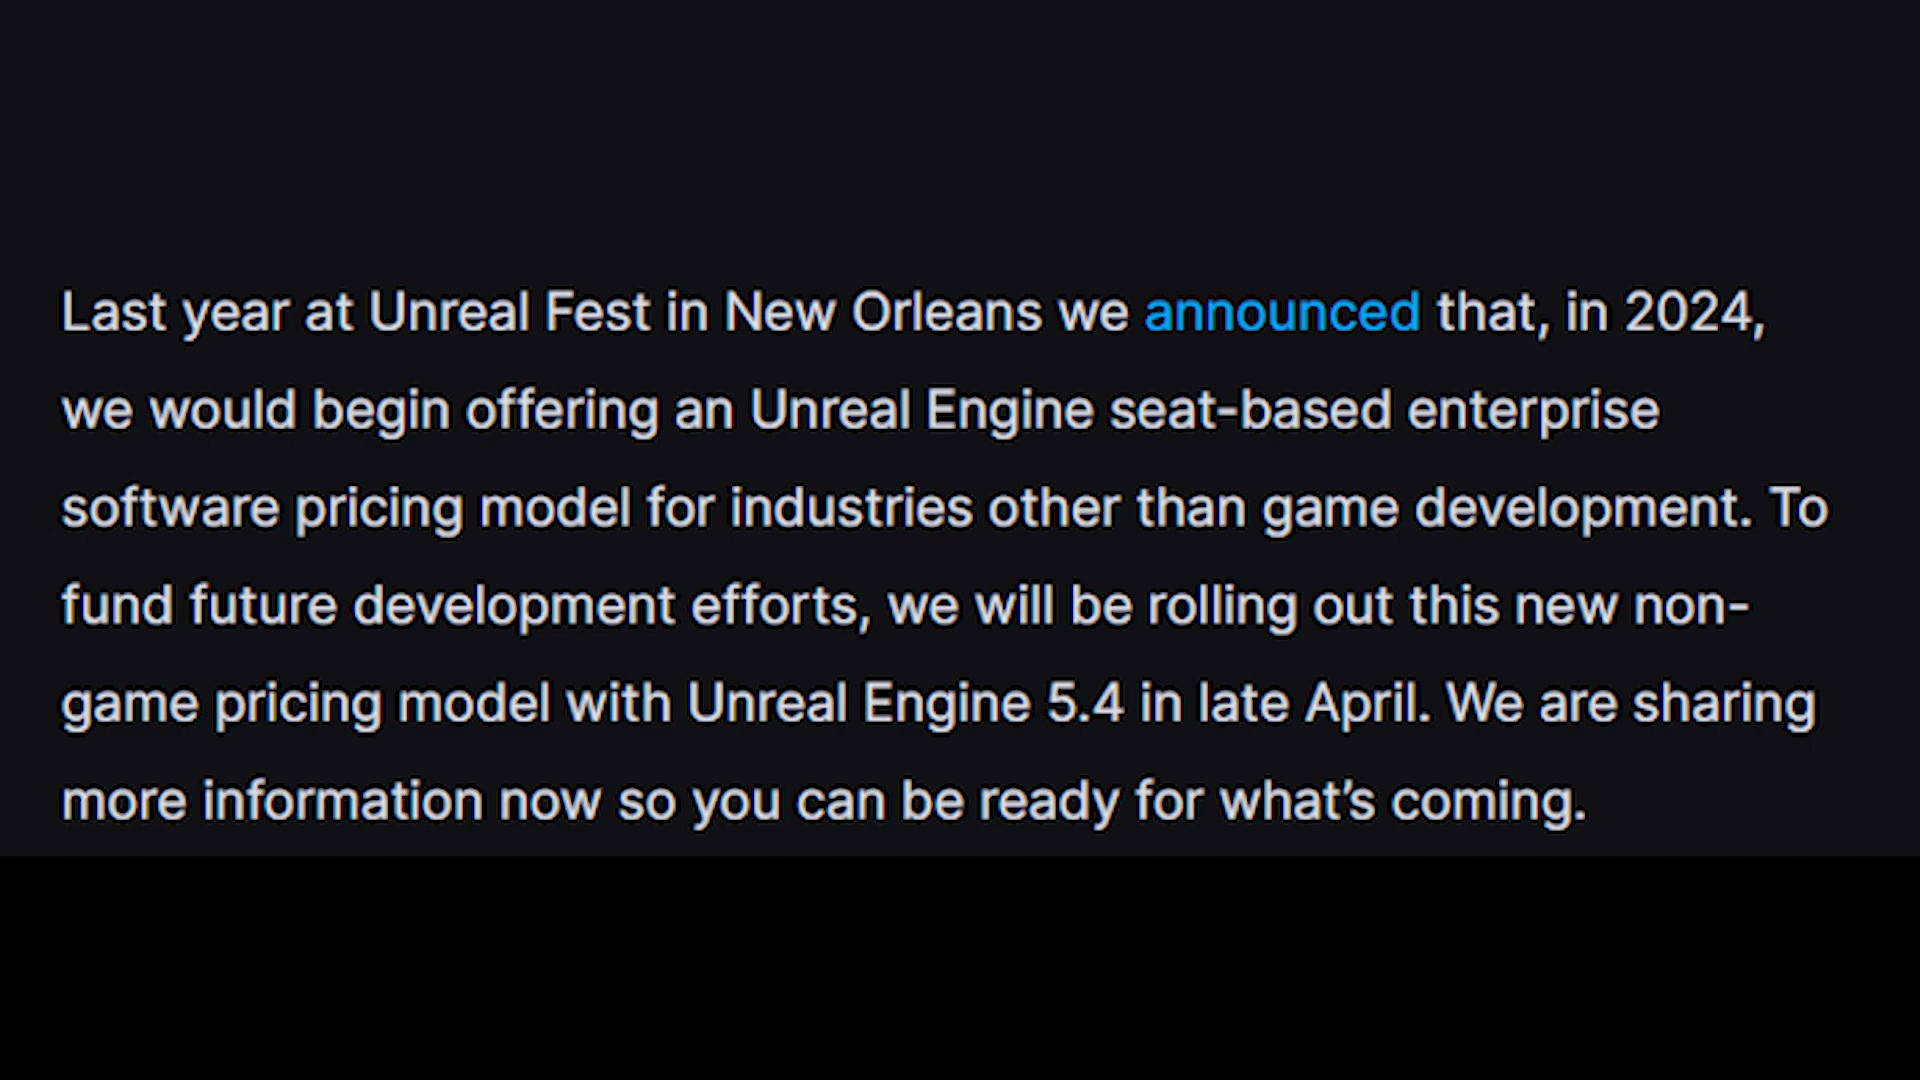 Last year at Unreal Fest in New Orleans we announced that, in 2024,
we would begin offering an Unreal Engine seat-based enterprise
software pricing model for industries other than game development. To
fund future development efforts, we will be rolling out this new non-
game pricing model with Unreal Engine 5.4 in late April. We are sharing
more information now so you can be ready for what’s coming.